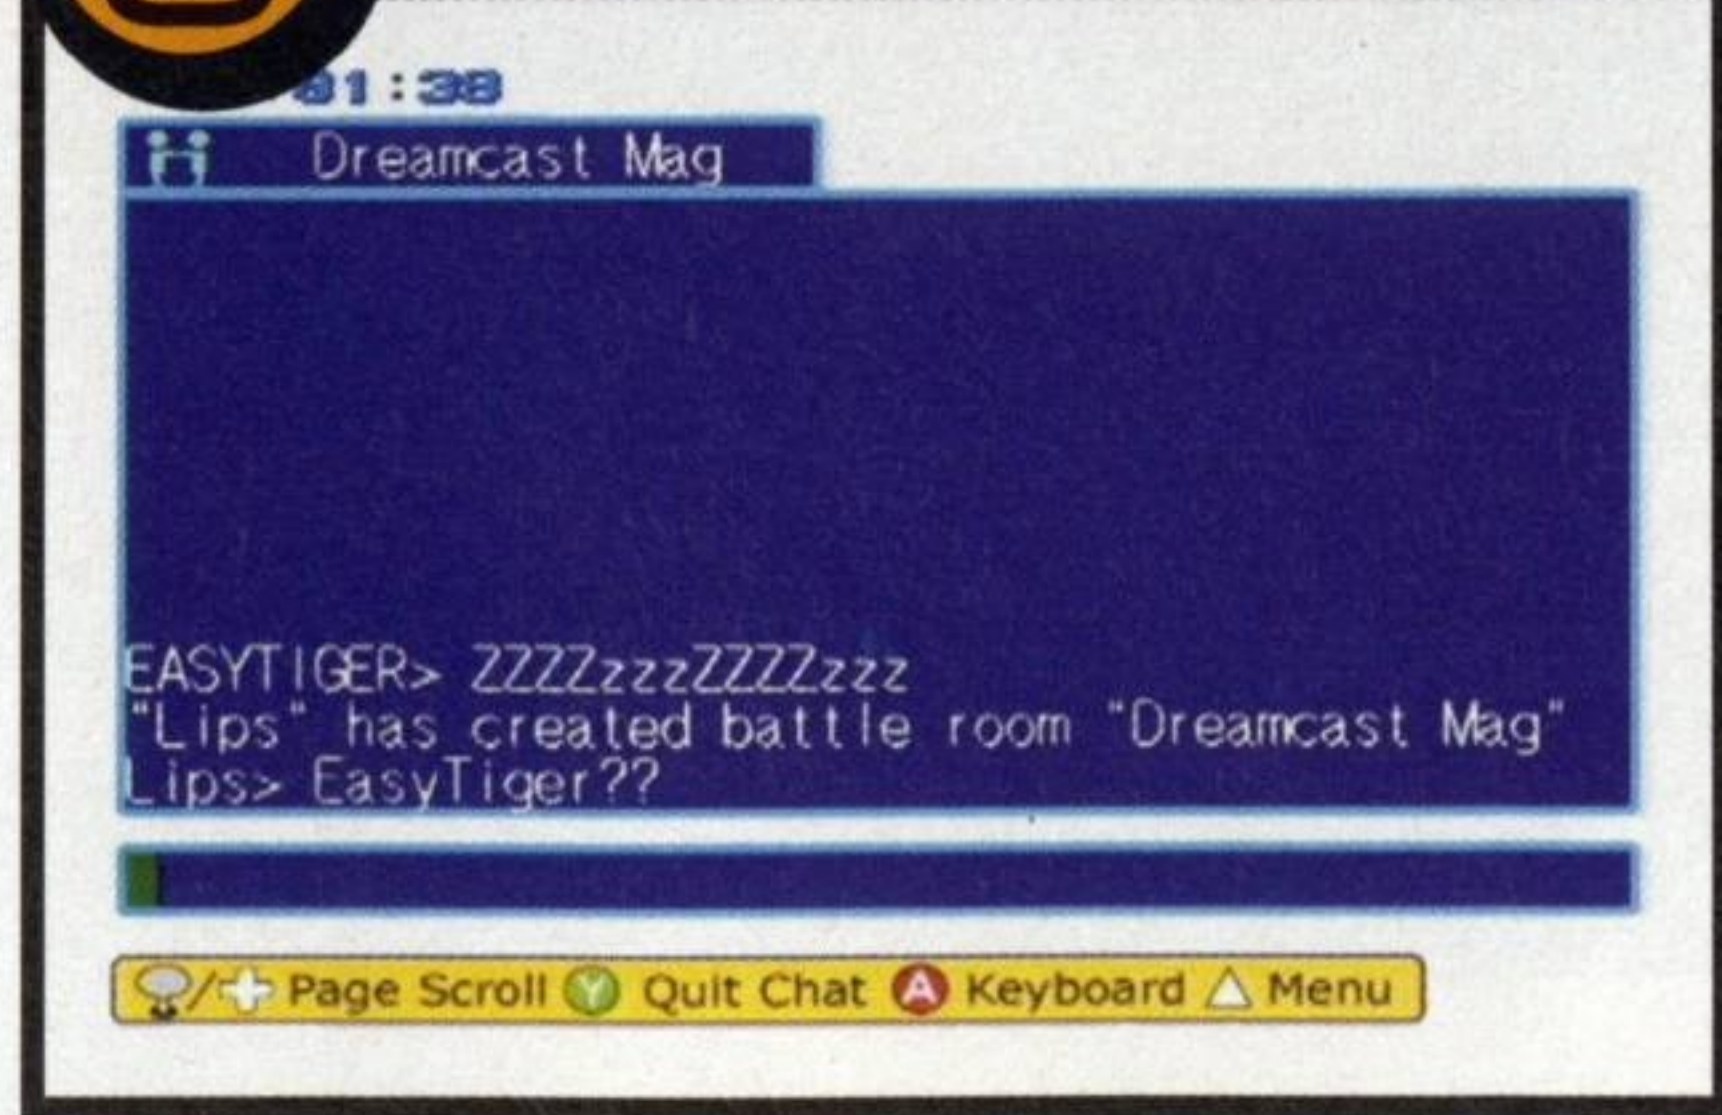 01:38
Dreamcast Mag
EASYTIGER> ZZZZzzzZZZZzzz
"Lips" has created battle room "Dreamcast Mag"
Lips> EasyTiger??
/ Page Scroll Y Quit Chat A Keyboard Menu